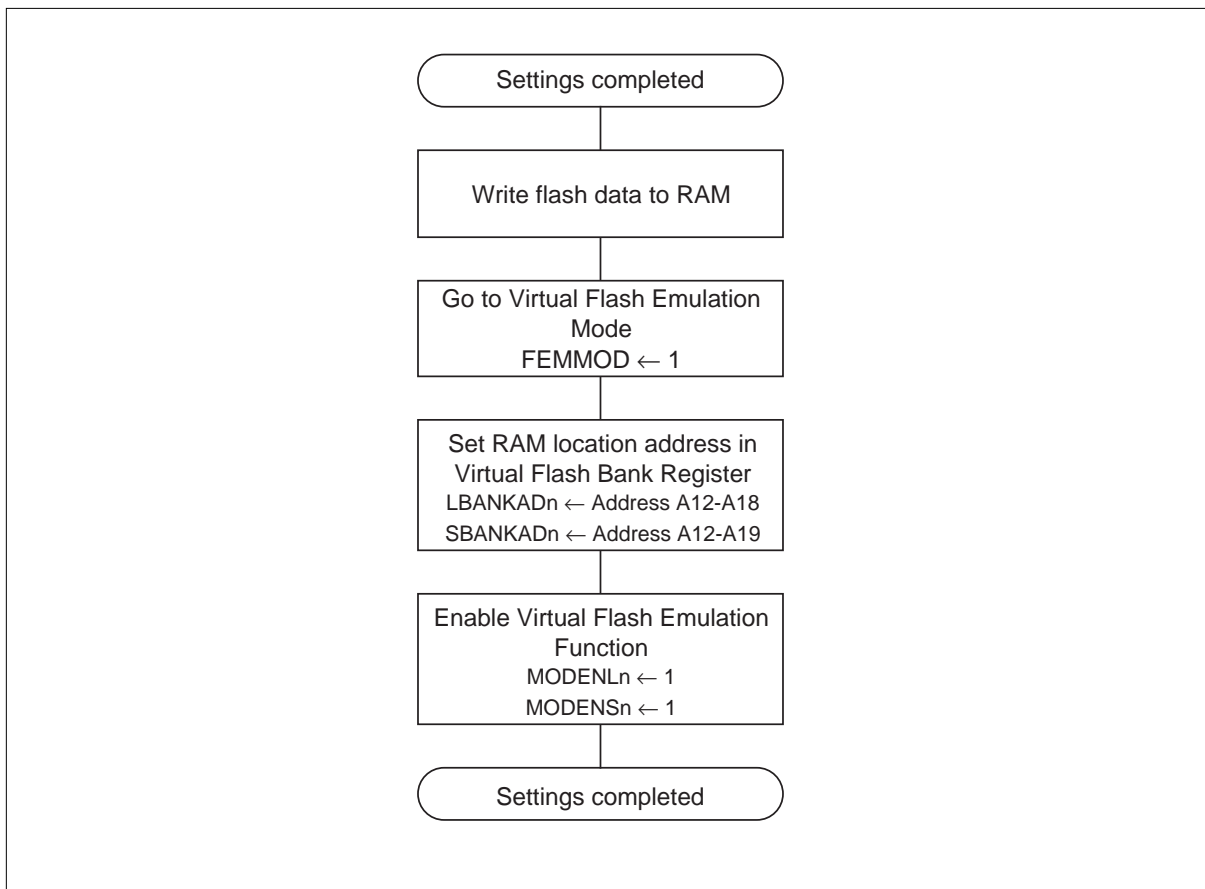 Settings completed
Write flash data to RAM
Go to Virtual Flash Emulation
Mode
FEMMOD ← 1
Set RAM location address in
Virtual Flash Bank Register
LBANKADn ← Address A12-A18
SBANKADn ← Address A12-A19
Enable Virtual Flash Emulation
Function
MODENLn ← 1
MODENSn ← 1
Settings completed